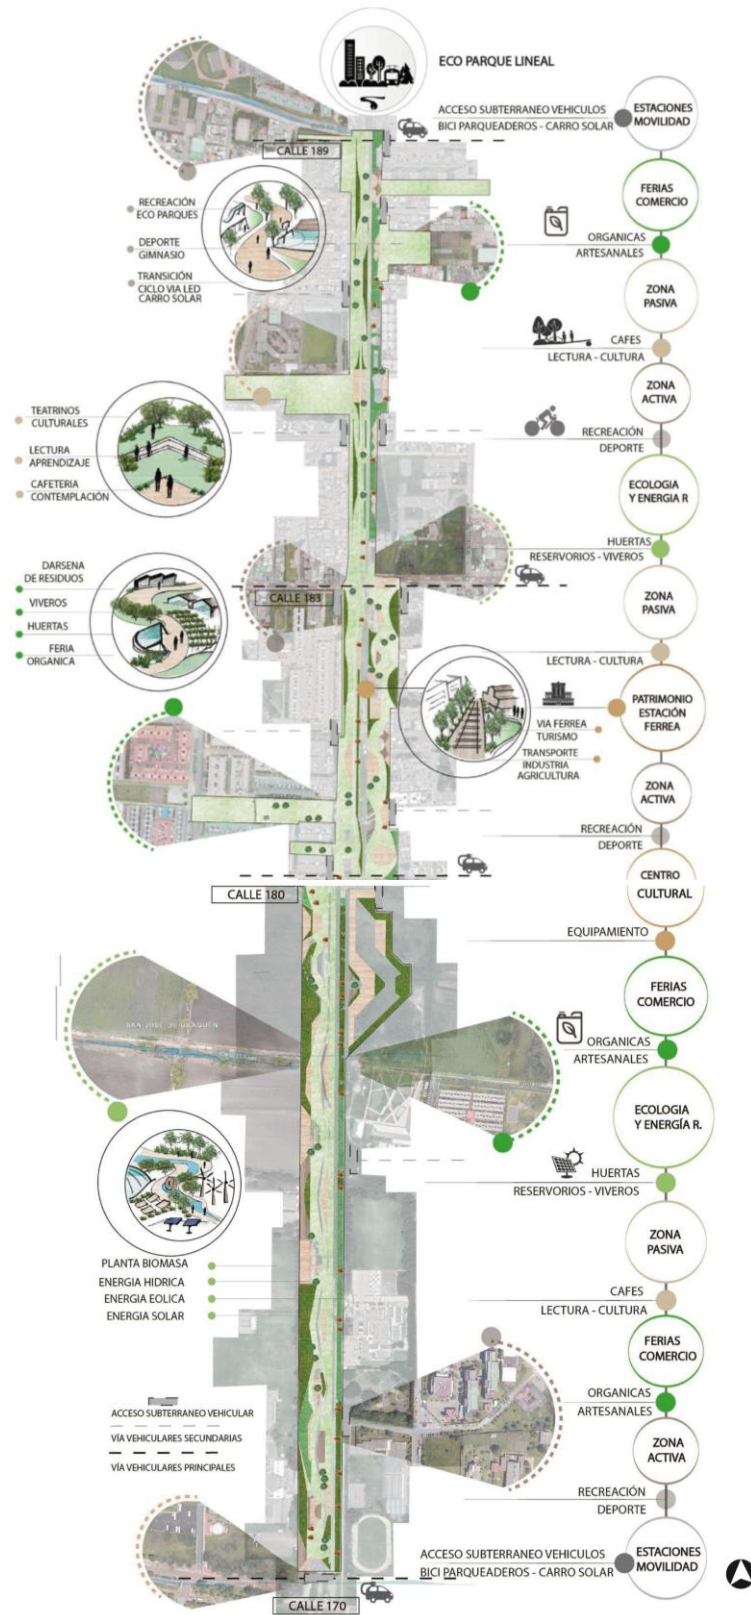 ECO PARQUE LINEAL
ACCESO SUBTERRANEO VEHICULOS
BICI PARQUEADEROS - CARRO SOLAR
ESTACIONES
MOVILIDAD
CALLE 189
RECREACIÓN
ECO PARQUES
DEPORTE
GIMNASIO
TRANSICIÓN
CICLO VIA LED
CARRO SOLAR
FERIAS
COMERCIO
ORGANICAS
ARTESANALES
ZONA
PASIVA
CAFES
LECTURA - CULTURA
ZONA
ACTIVA
TEATRINOS
CULTURALES
LECTURA
APRENDIZAJE
CAFETERIA
CONTEMPLACIÓN
RECREACIÓN
DEPORTE
ECOLOGIA
Y ENERGIA R
HUERTAS
RESERVORIOS - VIVEROS
DARSENA
DE RESIDUOS
VIVEROS
HUERTAS
FERIA
ORGANICA
CALLE 183
ZONA
PASIVA
LECTURA - CULTURA
PATRIMONIO
ESTACIÓN
FERREA
VIA FERREA
TURISMO
TRANSPORTE
INDUSTRIA
AGRICULTURA
ZONA
ACTIVA
RECREACIÓN
DEPORTE
CENTRO
CULTURAL
CALLE 180
EQUIPAMIENTO
FERIAS
COMERCIO
ORGANICAS
ARTESANALES
SAN JOSE DE USAQUEN
ECOLOGIA
Y ENERGÍA R.
HUERTAS
RESERVORIOS - VIVEROS
ZONA
PASIVA
PLANTA BIOMASA
ENERGIA HIDRICA
ENERGIA EOLICA
ENERGIA SOLAR
CAFES
LECTURA - CULTURA
FERIAS
COMERCIO
ORGANICAS
ARTESANALES
ACCESO SUBTERRANEO VEHICULAR
VÍA VEHICULARES SECUNDARIAS
VÍA VEHICULARES PRINCIPALES
ZONA
ACTIVA
RECREACIÓN
DEPORTE
ACCESO SUBTERRANEO VEHICULOS
BICI PARQUEADEROS - CARRO SOLAR
ESTACIONES
MOVILIDAD
CALLE 170